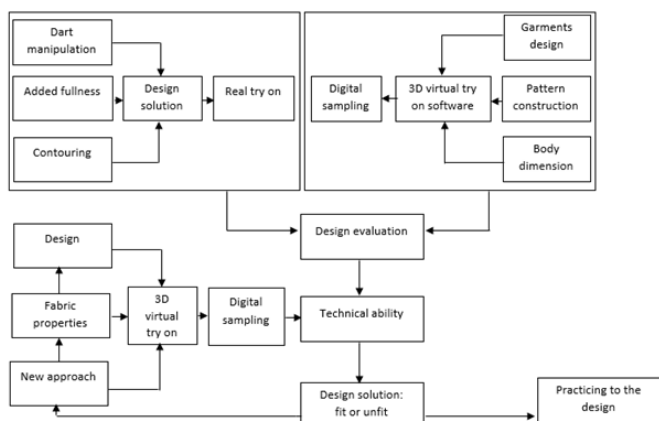 Dart
manipulation
Added fullness
Design
solution
Real try on
Contouring
Garments
design
Digital
sampling
3D virtual try
on software
Pattern
construction
Body
dimension
Design evaluation
Design
Fabric
properties
3D
virtual
try on
Digital
sampling
Technical ability
New approach
Design solution:
fit or unfit
Practicing to the
design